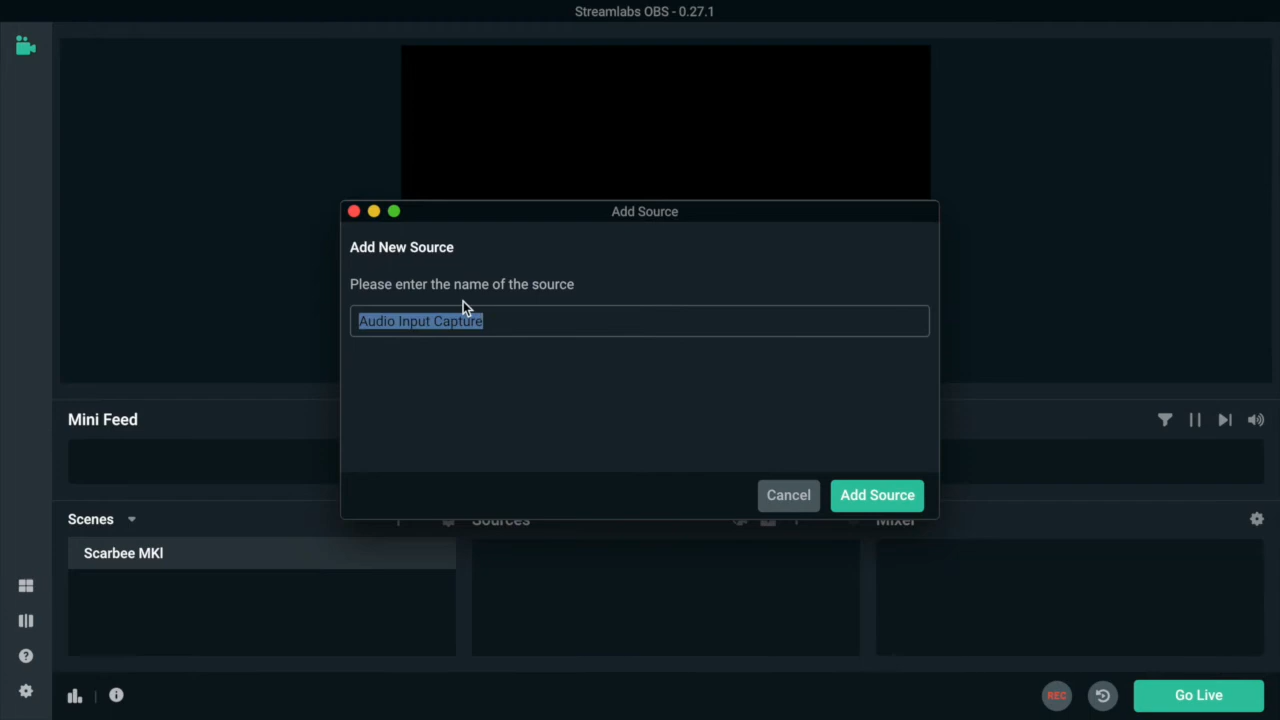 Streamlabs OBS - 0.27.1
Add Source
Add New Source
Please enter the name of the source
Audio Input Capture
Cancel
Add Source
Mini Feed
Scenes
Sources
Mixer
Scarbee MKI
REC
Go Live